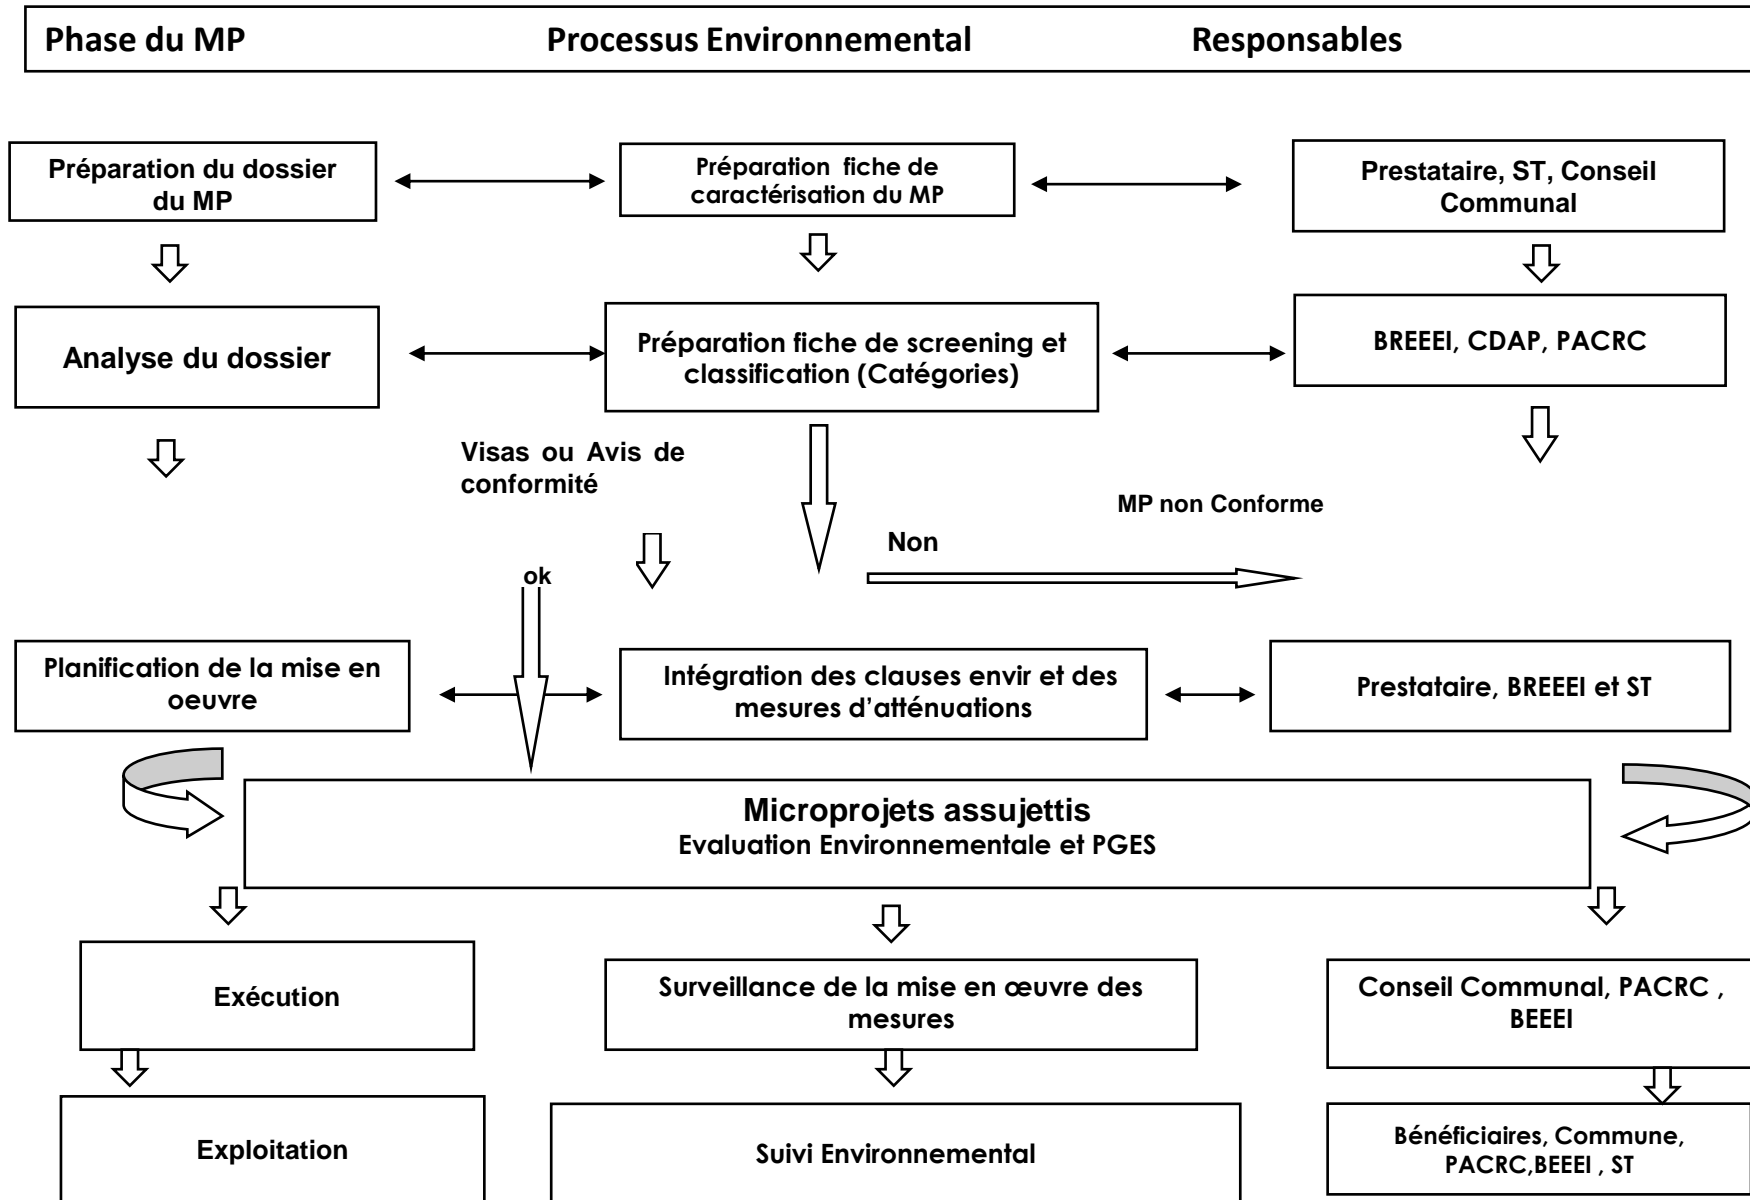 Phase du MP Processus Environnemental Responsables
Préparation du dossier
du MP
Préparation fiche de
caractérisation du MP
Prestataire, ST, Conseil
Communal
Analyse du dossier
Préparation fiche de screening et
classification (Catégories)
BREEEI, CDAP, PACRC
Visas ou Avis de
conformité
MP non Conforme
Non
ok
Planification de la mise en
oeuvre
Intégration des clauses envir et des
mesures d'atténuations
Prestataire, BREEEI et ST
Microprojets assujettis
Evaluation Environnementale et PGES
Exécution
Surveillance de la mise en œuvre des
mesures
Conseil Communal, PACRC ,
BEEEI
Exploitation
Suivi Environnemental
Bénéficiaires, Commune,
PACRC,BEEEI , ST